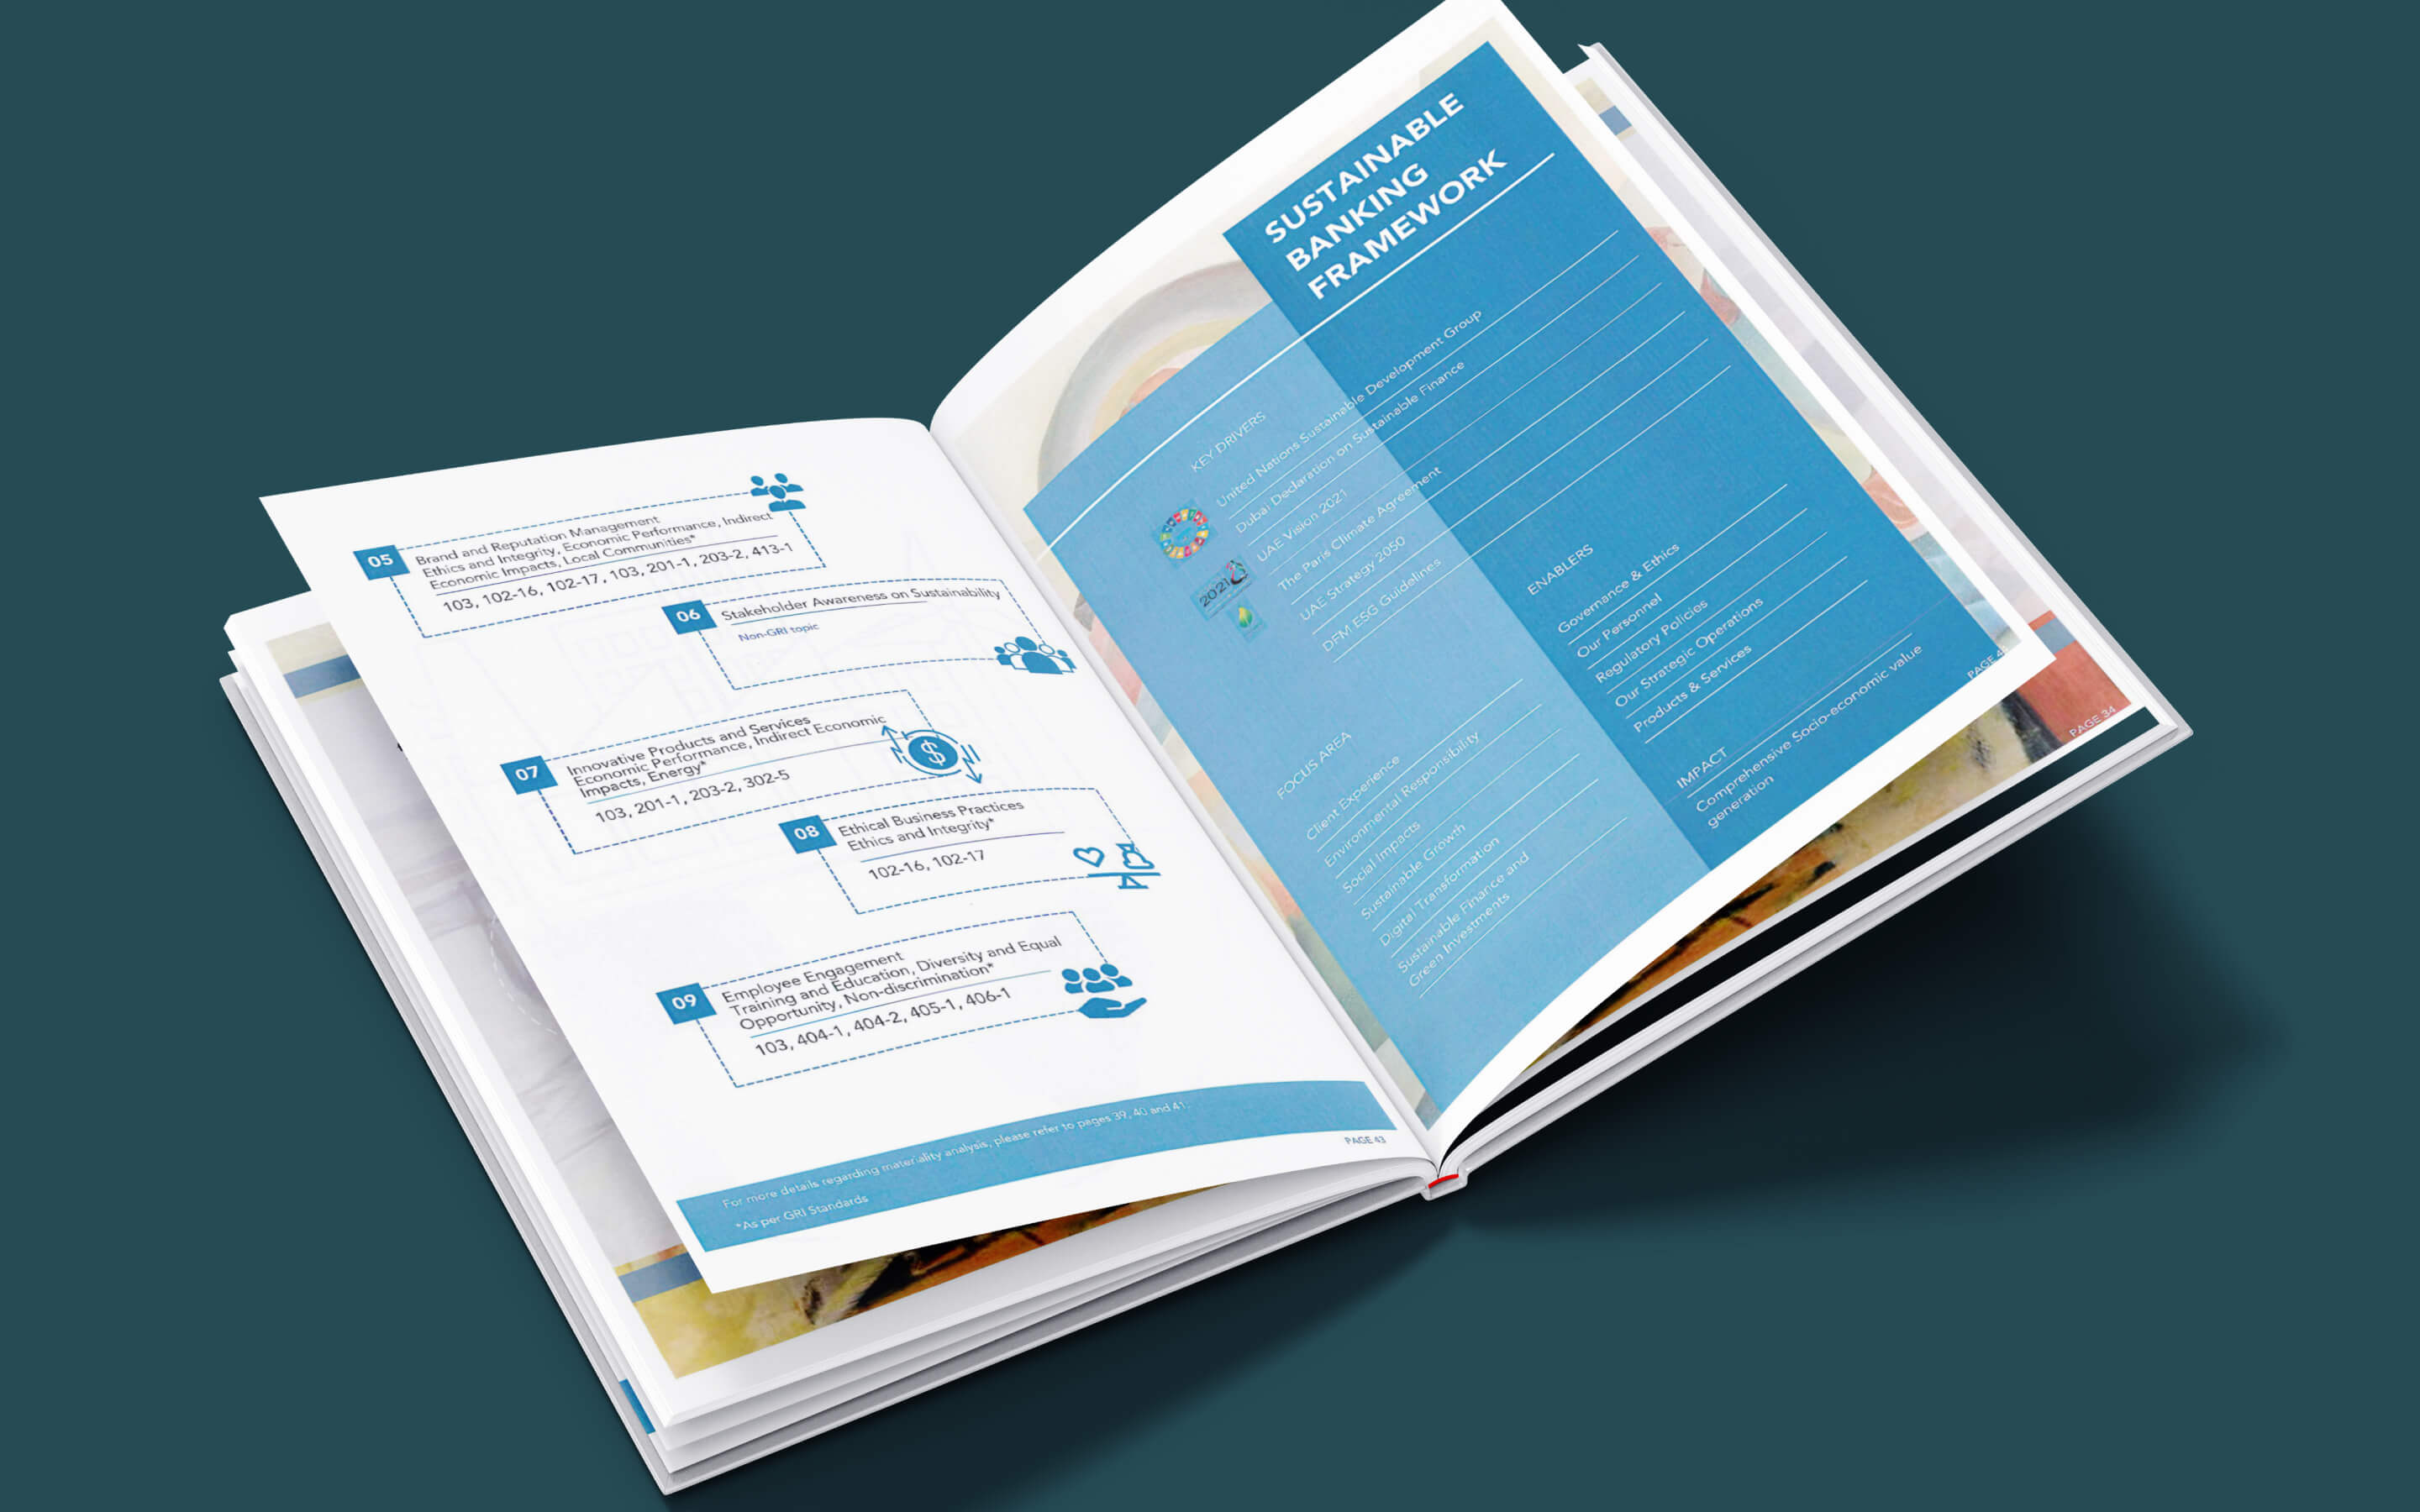 05
Brand and Reputation Management
Ethics and Integrity, Economic Performance, Indirect
Economic Impacts, Local Communities*
103, 102-16, 102-17, 103, 201-1, 203-2, 413-1
06
Stakeholder Awareness on Sustainability
Non-GRI topic
07
Innovative Products and Services
Economic Performance, Indirect Economic
Impacts, Energy*
103, 201-1, 203-2, 302-5
08
Ethical Business Practices
Ethics and Integrity*
102-16, 102-17
09
Employee Engagement
Training and Education, Diversity and Equal
Opportunity, Non-discrimination*
103, 404-1, 404-2, 405-1, 406-1
For more details regarding materiality analysis, please refer to pages 39, 40 and 41.
*As per GRI Standards
PAGE 43
SUSTAINABLE
BANKING
FRAMEWORK
KEY DRIVERS
United Nations Sustainable Development Group
Dubai Declaration on Sustainable Finance
UAE Vision 2021
The Paris Climate Agreement
UAE Strategy 2050
DFM ESG Guidelines
2021
FOCUS AREA
Client Experience
Environmental Responsibility
Social Impacts
Sustainable Growth
Digital Transformation
Sustainable Finance and
Green Investments
ENABLERS
Governance & Ethics
Our Personnel
Regulatory Policies
Our Strategic Operations
Products & Services
IMPACT
Comprehensive Socio-economic value
generation
PAGE
PAGE 34